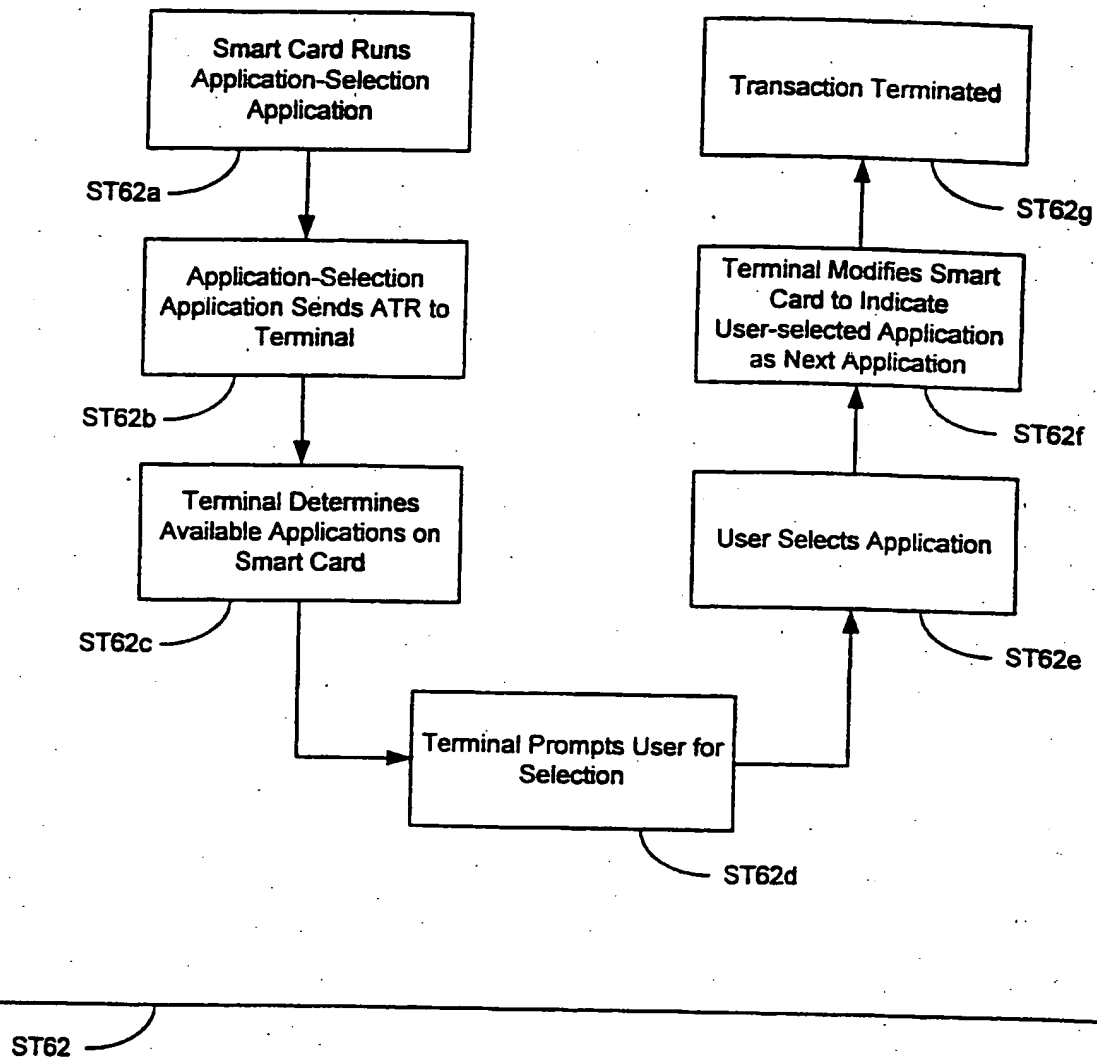 Smart Card Runs
Application-Selection
Application
ST62a
Application-Selection
Application Sends ATR to
Terminal
ST62b
Terminal Determines
Available Applications on
Smart Card
ST62c
Terminal Prompts User for
Selection
ST62d
User Selects Application
ST62e
Terminal Modifies Smart
Card to Indicate
User-selected Application
as Next Application
ST62f
Transaction Terminated
ST62g
ST62